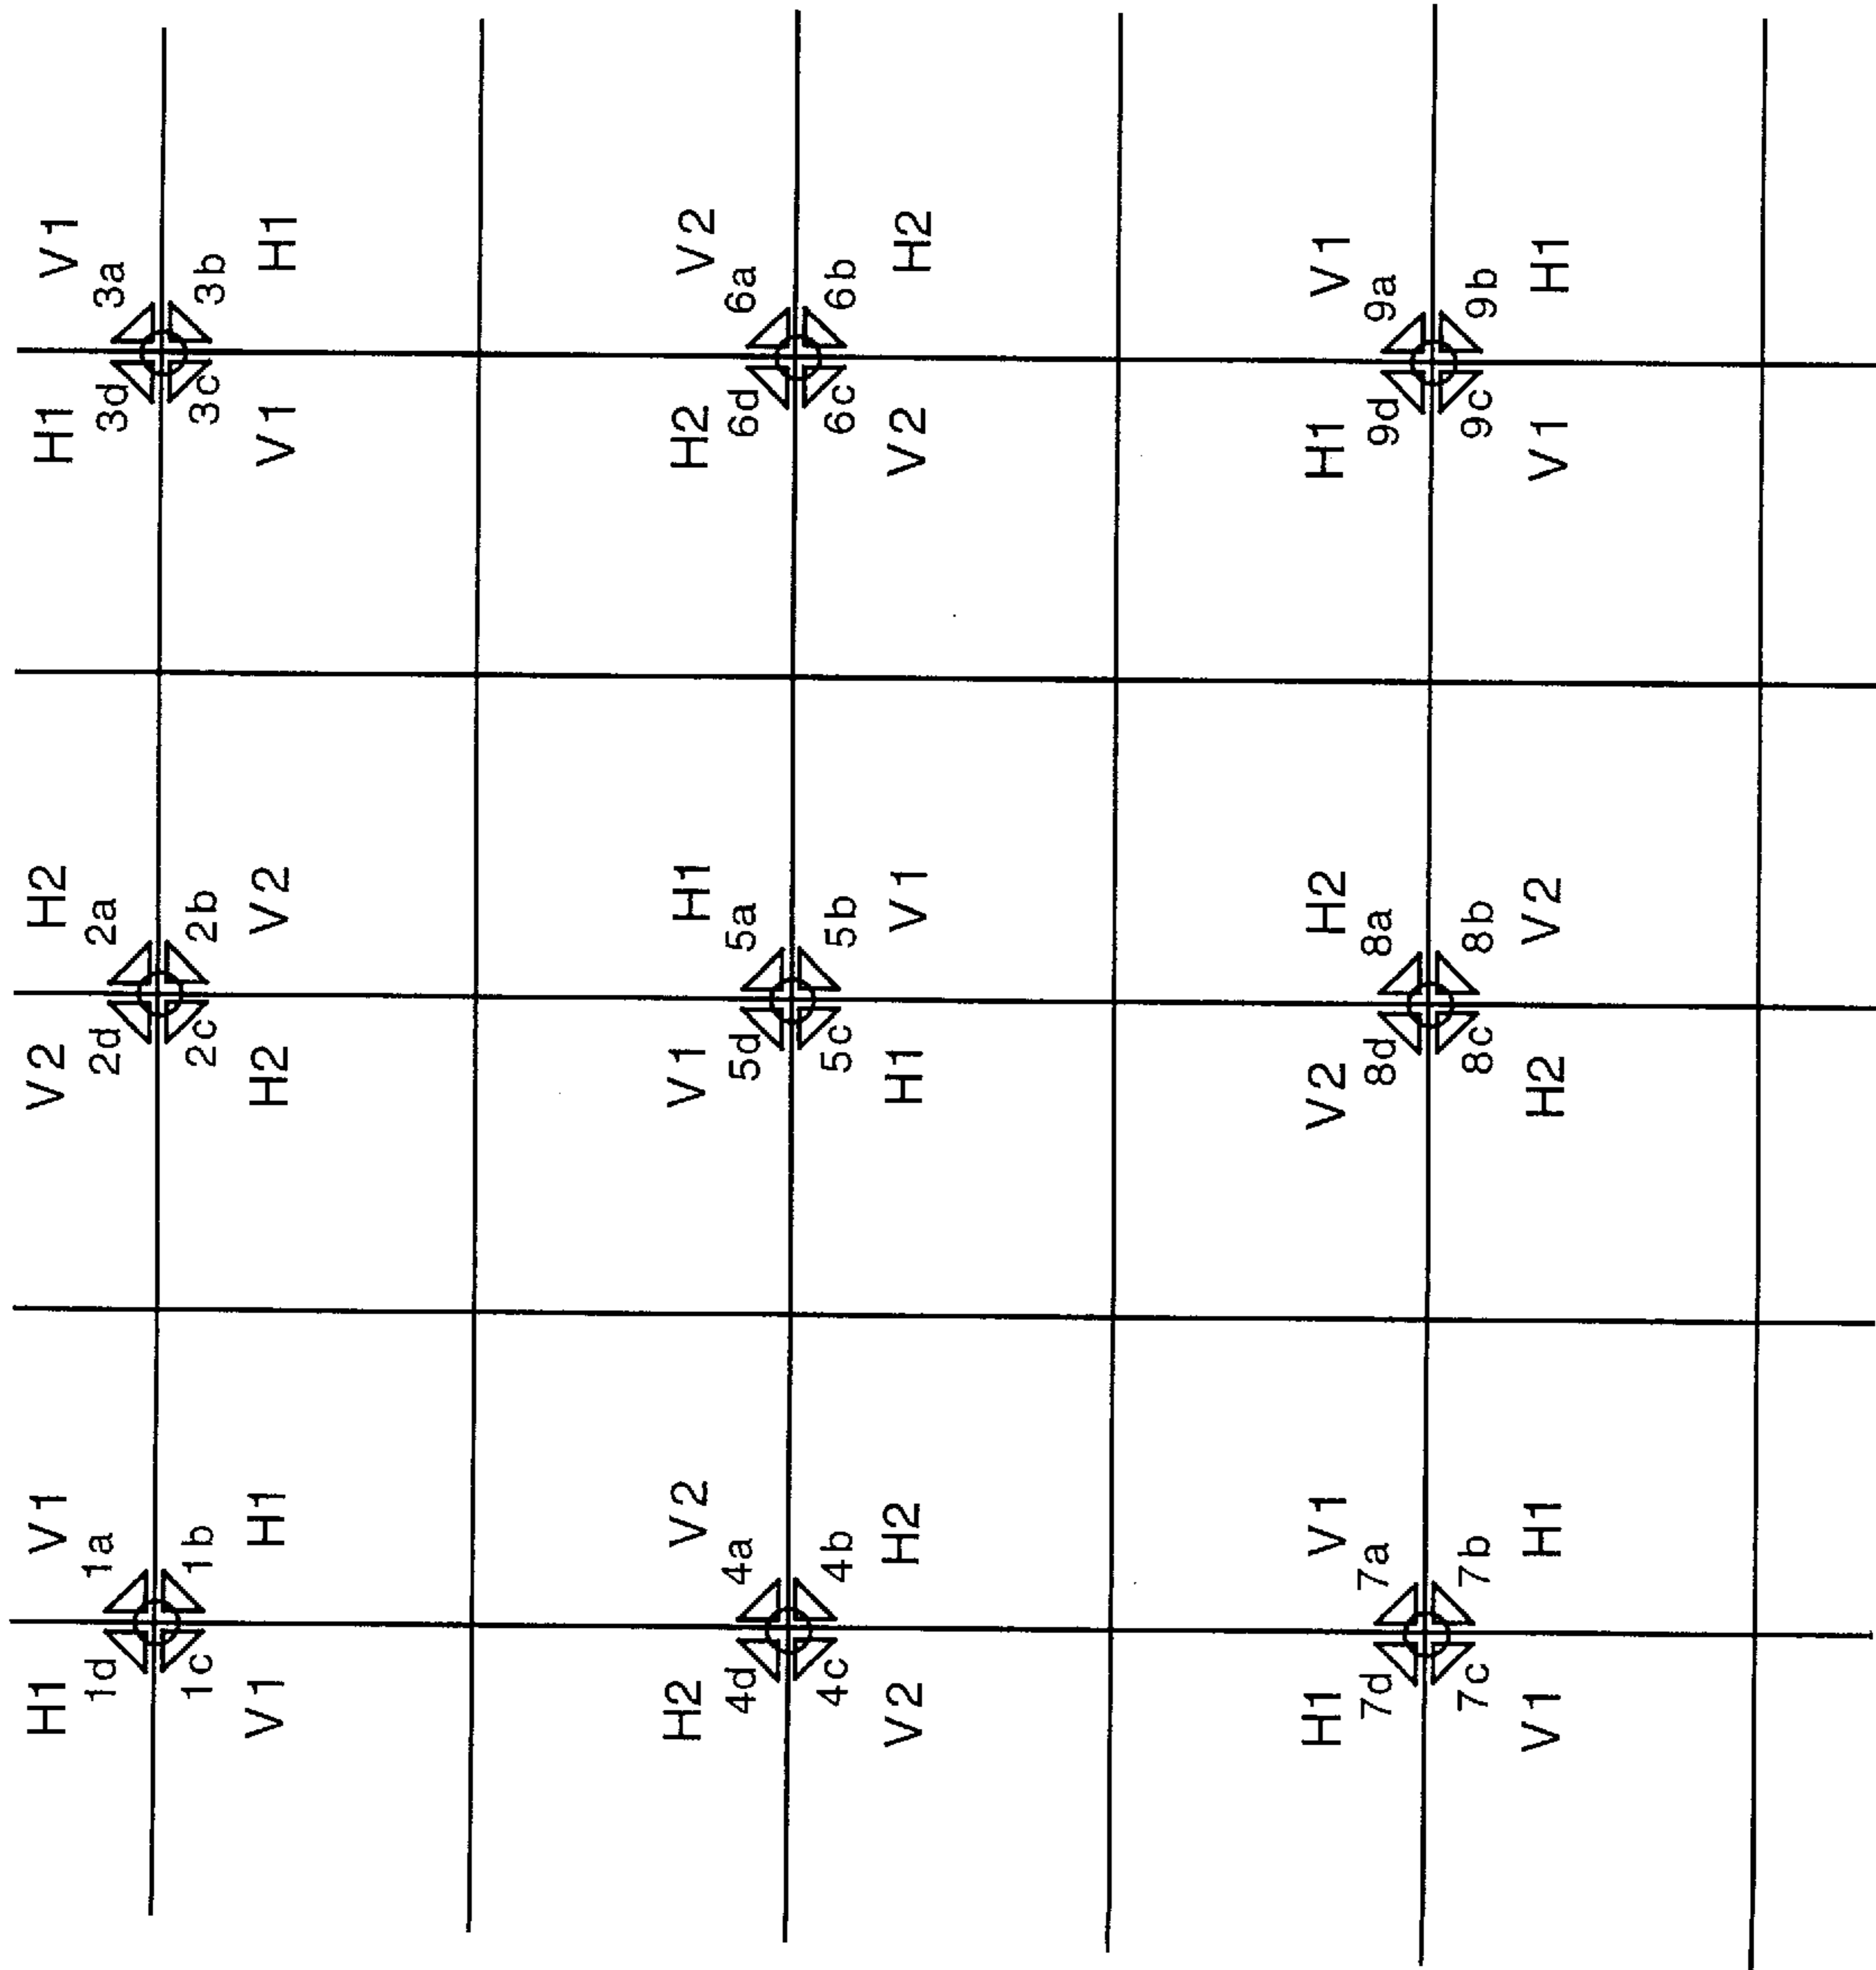 H1 V1 V2 H2 H1 V1
1d 1a 2d 2a 3d 3a
1c 1b 2c 2b 3c 3b
V1 H1 H2 V2 V1 H1
H2 V2 V1 H1 H2 V2
4d 4a 5d 5a 6d 6a
4c 4b 5c 5b 6c 6b
V2 H2 H1 V1 V2 H2
H1 V1 V2 H2 H1 V1
7d 7a 8d 8a 9d 9a
7c 7b 8c 8b 9c 9b
V1 H1 H2 V2 V1 H1